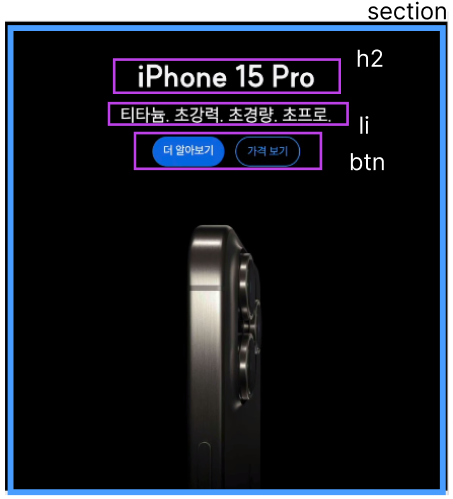 section
iPhone 15 Pro
h2
티타늄. 초강력. 초경량. 초프로.
li
더 알아보기
가격 보기
btn